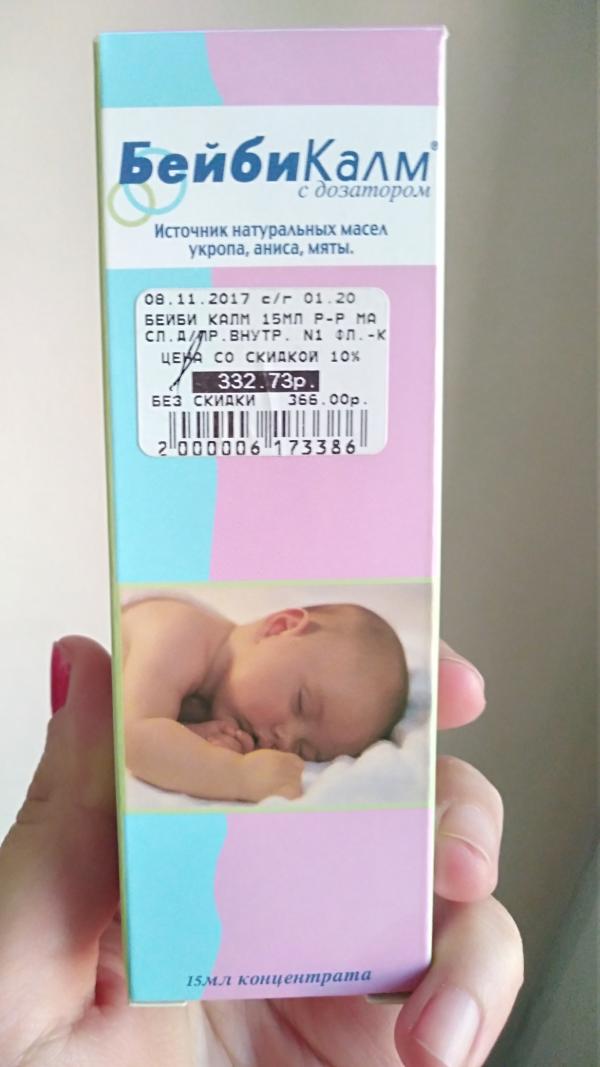 БейбиКалм®
с дозатором
Источник натуральных масел
укропа, аниса, мяты.
08.11.2017 с/г 01.20
БЕЙБИ КАЛМ 15МЛ Р-Р МА
СЛ.Д/ПР.ВНУТР. N1 ФЛ.-К
ЦЕНА СО СКИДКОЙ 10%
332.73р.
БЕЗ СКИДКИ 366.00р.
2 000006 173386
15мл концентрата